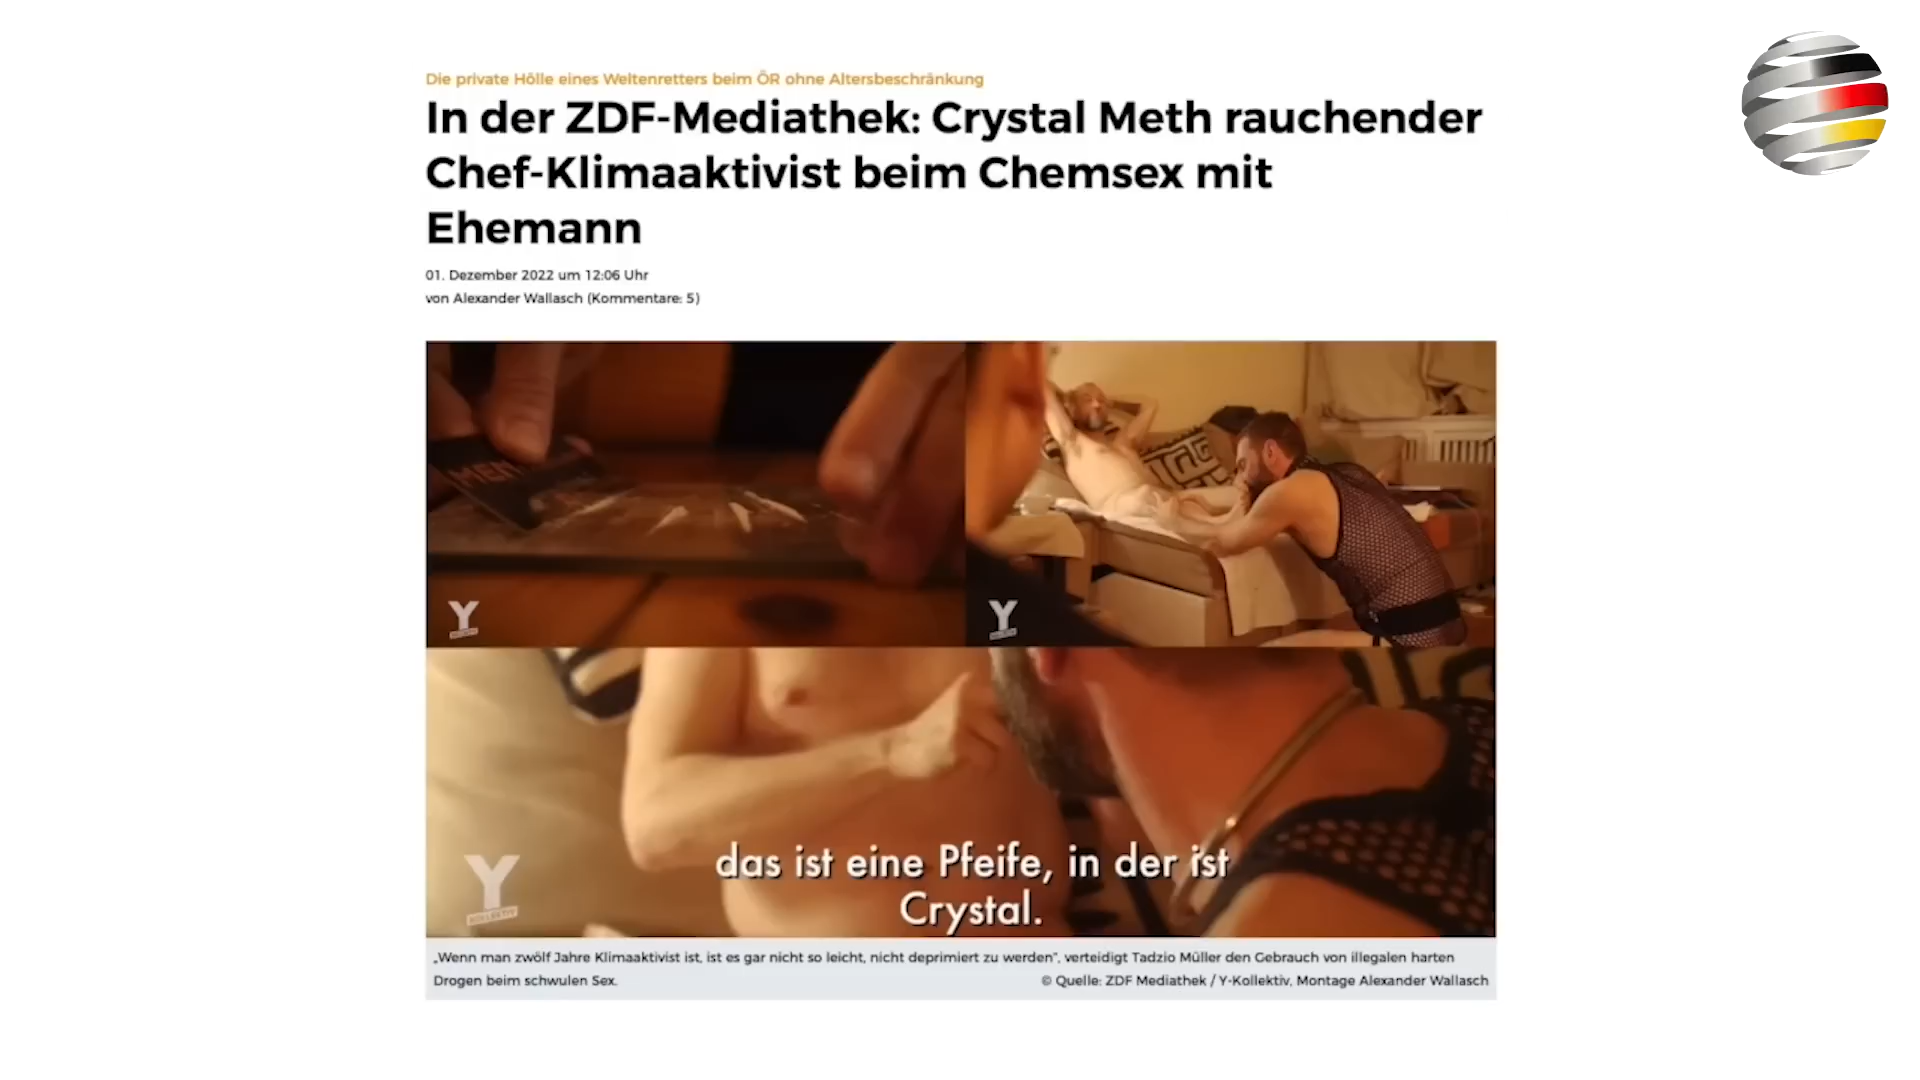 Die private Hölle eines Weltenretters beim ÖR ohne Altersbeschränkung
In der ZDF-Mediathek: Crystal Meth rauchender
Chef-Klimaaktivist beim Chemsex mit
Ehemann
01. Dezember 2022 um 12:06 Uhr
von Alexander Wallasch (Kommentare: 5)
MEN
Y
Y
das ist eine Pfeife, in der ist
Crystal.
Y
KOLLEKTIV
„Wenn man zwölf Jahre Klimaaktivist ist, ist es gar nicht so leicht, nicht deprimiert zu werden“, verteidigt Tadzio Müller den Gebrauch von illegalen harten
Drogen beim schwulen Sex.
© Quelle: ZDF Mediathek / Y-Kollektiv, Montage Alexander Wallasch